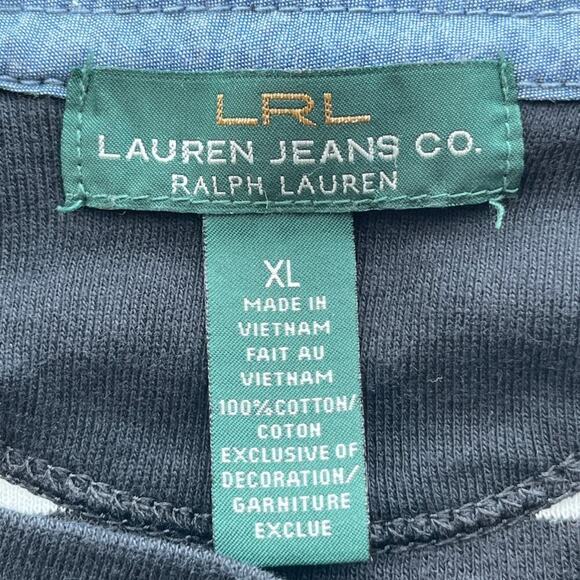 LRL
LAUREN JEANS CO.
RALPH LAUREN
XL
MADE IN
VIETNAM
FAIT AU
VIETNAM
100%COTTON/
COTON
EXCLUSIVE OF
DECORATION/
GARNITURE
EXCLUE